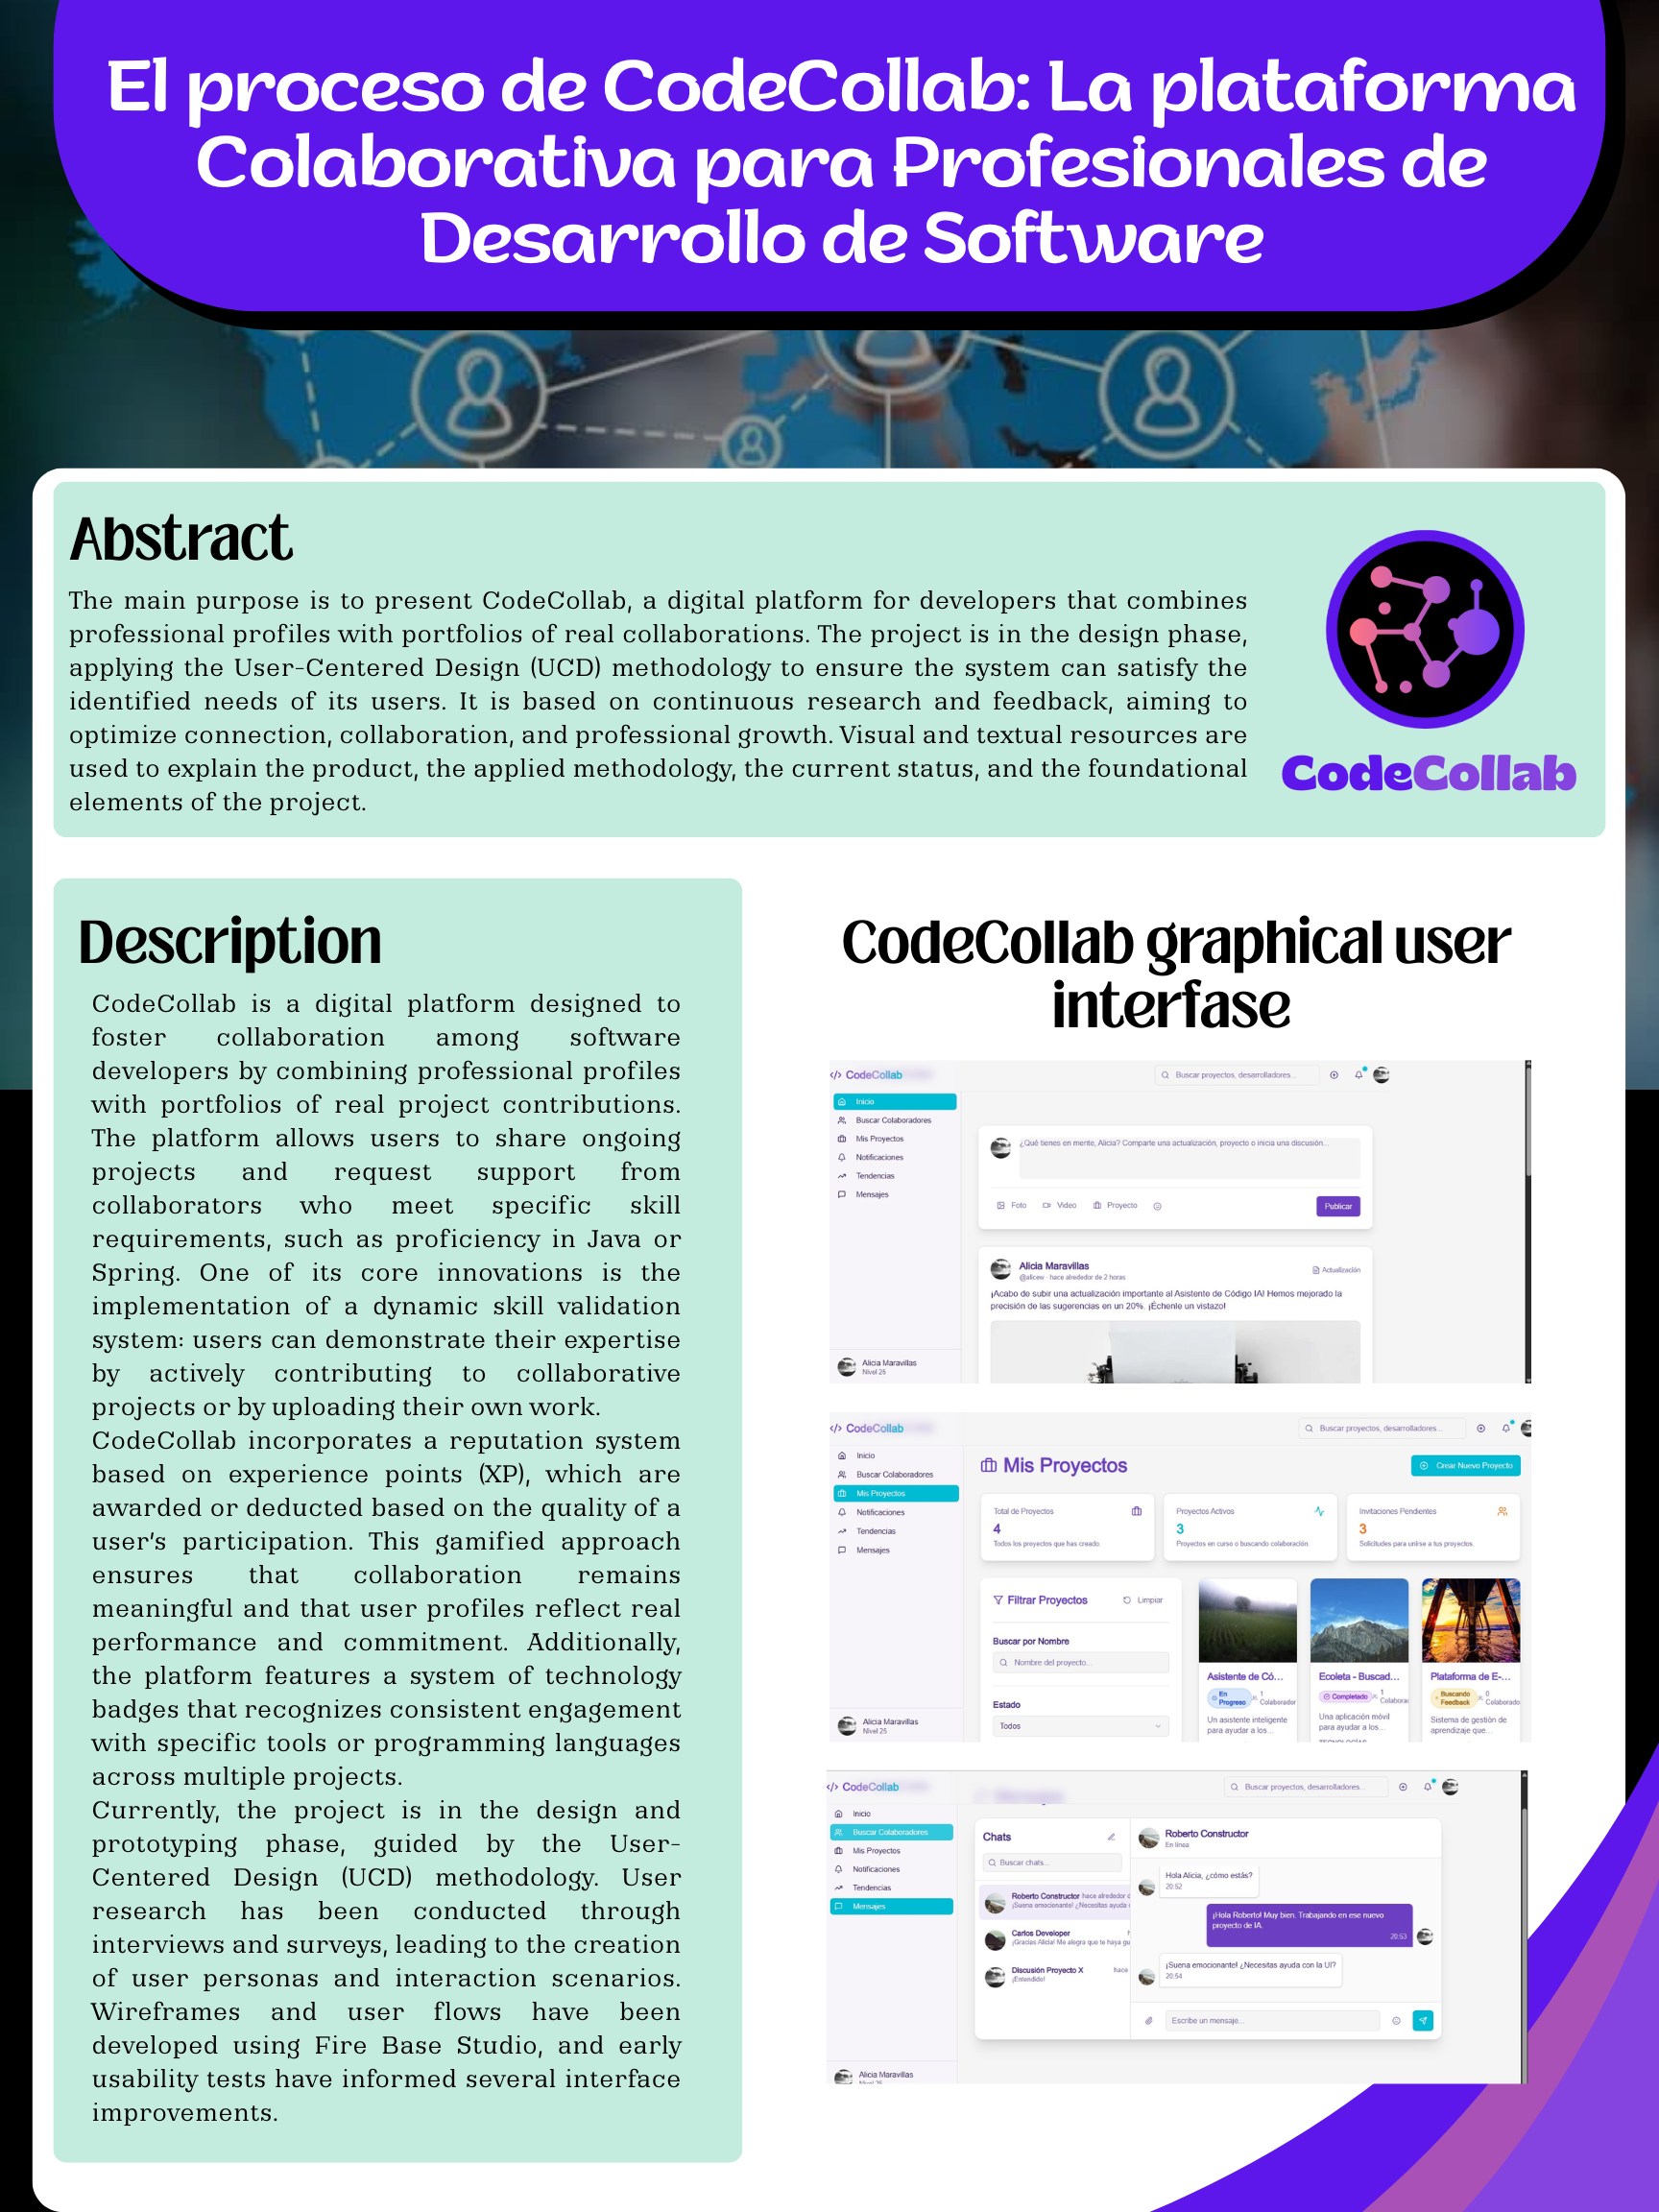 El proceso de CodeCollab: La plataforma
Colaborativa para Profesionales de
Desarrollo de Software
Abstract
The main purpose is to present CodeCollab, a digital platform for developers that combines
professional profiles with portfolios of real collaborations. The project is in the design phase,
applying the User-Centered Design (UCD) methodology to ensure the system can satisfy the
identified needs of its users. It is based on continuous research and feedback, aiming to
optimize connection, collaboration, and professional growth. Visual and textual resources are
used to explain the product, the applied methodology, the current status, and the foundational
elements of the project.
CodeCollab
Description
CodeCollab is a digital platform designed to
foster collaboration among software
developers by combining professional profiles
with portfolios of real project contributions.
The platform allows users to share ongoing
projects and request support from
collaborators who meet specific skill
requirements, such as proficiency in Java or
Spring. One of its core innovations is the
implementation of a dynamic skill validation
system: users can demonstrate their expertise
by actively contributing to collaborative
projects or by uploading their own work.
CodeCollab incorporates a reputation system
based on experience points (XP), which are
awarded or deducted based on the quality of a
user's participation. This gamified approach
ensures that collaboration remains
meaningful and that user profiles reflect real
performance and commitment. Additionally,
the platform features a system of technology
badges that recognizes consistent engagement
with specific tools or programming languages
across multiple projects.
Currently, the project is in the design and
prototyping phase, guided by the User-
Centered Design (UCD) methodology. User
research has been conducted through
interviews and surveys, leading to the creation
of user personas and interaction scenarios.
Wireframes and user flows have been
developed using Fire Base Studio, and early
usability tests have informed several interface
improvements.
CodeCollab graphical user
interfase
</> CodeCollab
Buscar proyectos, desarrolladores...
Inicio
Buscar Colaboradores
Mis Proyectos
Notificaciones
Tendencias
Mensajes
¿Qué tienes en mente, Alicia? Comparte una actualización, proyecto o inicia una discusión...
Foto
Video
Proyecto
Publicar
Alicia Maravillas
@alicew · hace alrededor de 2 horas
Actualización
¡Acabo de subir una actualización importante al Asistente de Código IA! Hemos mejorado la
precisión de las sugerencias en un 20%. ¡Échenle un vistazo!
Alicia Maravillas
Nivel 25
</> CodeCollab
Buscar proyectos, desarrolladores...
Inicio
Buscar Colaboradores
Mis Proyectos
Notificaciones
Tendencias
Mensajes
Mis Proyectos
Crear Nuevo Proyecto
Total de Proyectos
4
Todos los proyectos que has creado.
Proyectos Activos
3
Proyectos en curso o buscando colaboración.
Invitaciones Pendientes
3
Solicitudes para unirse a tus proyectos.
Filtrar Proyectos
Limpiar
Buscar por Nombre
Nombre del proyecto...
Estado
Todos
Asistente de Có...
En
Progreso
1
Colaborador
Un asistente inteligente
para ayudar a los...
Ecoleta - Buscad...
Completado
1
Colaborac
Una aplicación móvil
para ayudar a los...
Plataforma de E-...
Buscando
Feedback
0
Colaborado
Sistema de gestión de
aprendizaje que...
Alicia Maravillas
Nivel 25
</> CodeCollab
Buscar proyectos, desarrolladores...
Inicio
Buscar Colaboradores
Mis Proyectos
Notificaciones
Tendencias
Mensajes
Chats
Buscar chats...
Roberto Constructor hace alrededor d
¡Suena emocionante! ¿Necesitas ayuda
Carlos Developer
¡Gracias Alicia! Me alegra que te haya gu
Discusión Proyecto X hace
¡Entendido!
Roberto Constructor
En línea
Hola Alicia, ¿cómo estás?
20:52
¡Hola Roberto! Muy bien. Trabajando en ese nuevo
proyecto de IA.
20:53
¡Suena emocionante! ¿Necesitas ayuda con la UI?
20:54
Escribe un mensaje...
Alicia Maravillas